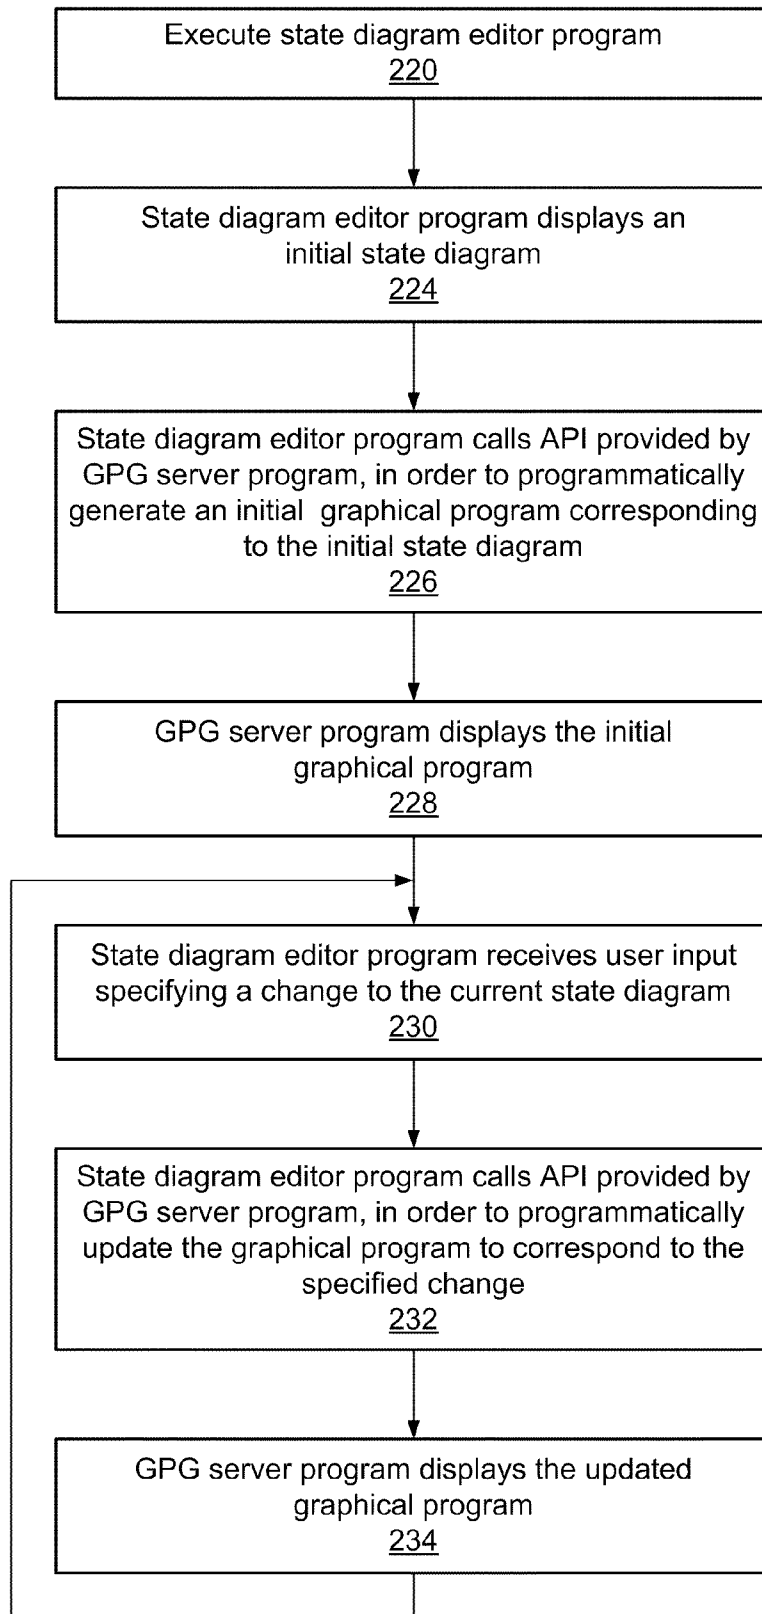 Execute state diagram editor program
220
State diagram editor program displays an
initial state diagram
224
State diagram editor program calls API provided by
GPG server program, in order to programmatically
generate an initial graphical program corresponding
to the initial state diagram
226
GPG server program displays the initial
graphical program
228
State diagram editor program receives user input
specifying a change to the current state diagram
230
State diagram editor program calls API provided by
GPG server program, in order to programmatically
update the graphical program to correspond to the
specified change
232
GPG server program displays the updated
graphical program
234